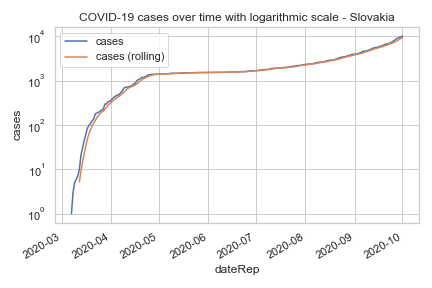 COVID-19 cases over time with logarithmic scale - Slovakia
cases
cases (rolling)
10⁴
10³
10²
10¹
10⁰
cases
2020-03
2020-04
2020-05
2020-06
2020-07
2020-08
2020-09
2020-10
dateRep